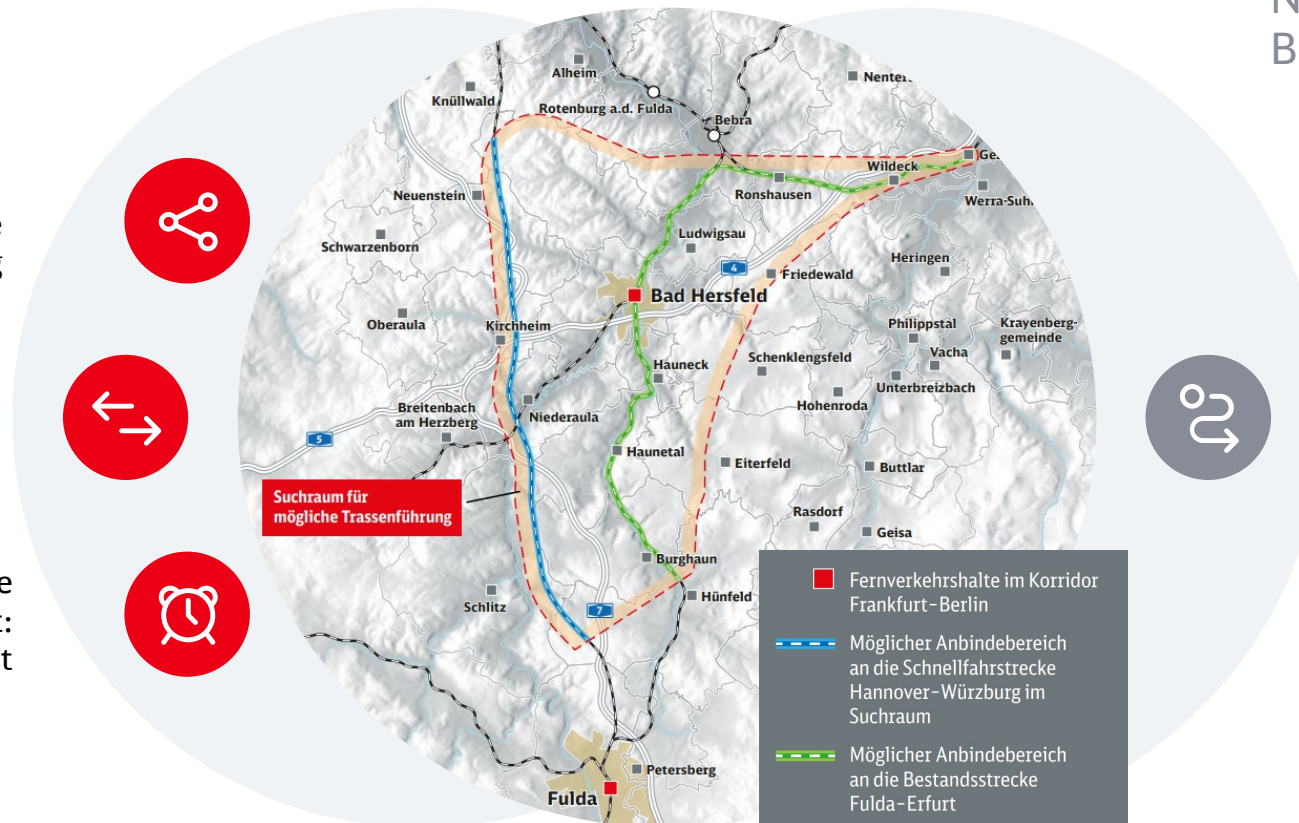 N
B
e
g
e
t:
t
Alheim
Knüllwald
Nenter
Rotenburg a.d. Fulda
Bebra
Ge
Wildeck
Ronshausen
Neuenstein
Werra-Suh
Ludwigsau
Schwarzenborn
Heringen
4
Friedewald
Bad Hersfeld
Oberaula
Kirchheim
Philippstal
Krayenberg-
gemeinde
Vacha
Schenklengsfeld
Hauneck
Unterbreizbach
Hohenroda
Breitenbach
am Herzberg
Niederaula
5
Haunetal
Eiterfeld
Buttlar
Suchraum für
mögliche Trassenführung
Rasdorf
Geisa
Burghaun
Hünfeld
Schlitz
7
Petersberg
Fulda
Fernverkehrshalte im Korridor
Frankfurt–Berlin
Möglicher Anbindebereich
an die Schnellfahrstrecke
Hannover–Würzburg im
Suchraum
Möglicher Anbindebereich
an die Bestandsstrecke
Fulda–Erfurt